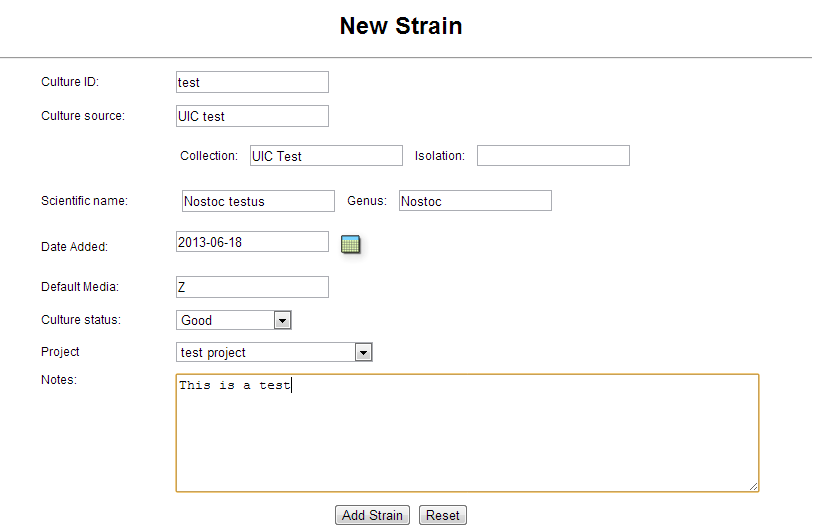 New Strain
Culture ID: test
Culture source: UIC test
Collection: UIC Test Isolation:
Scientific name: Nostoc testus Genus: Nostoc
Date Added: 2013-06-18
Default Media: Z
Culture status: Good
Project test project
Notes: This is a test
Add Strain Reset